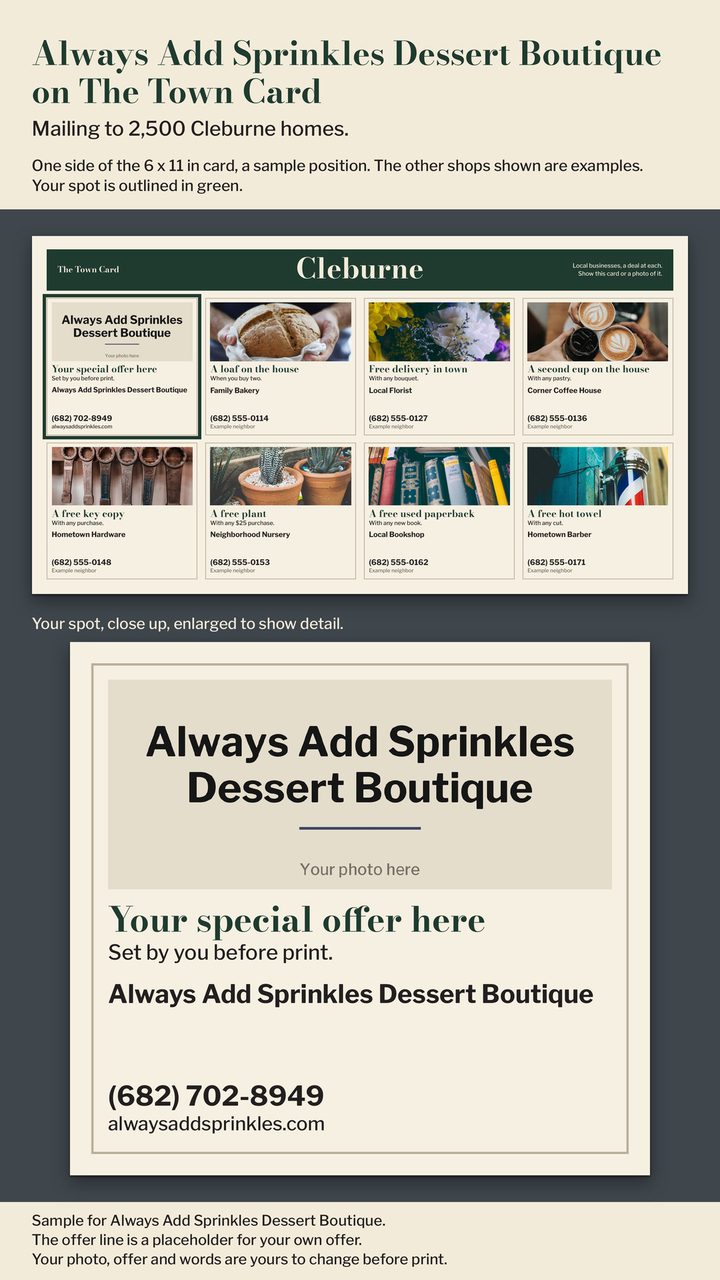 Always Add Sprinkles Dessert Boutique
on The Town Card
Mailing to 2,500 Cleburne homes.
One side of the 6 x 11 in card, a sample position. The other shops shown are examples.
Your spot is outlined in green.
The Town Card
Cleburne
Local businesses, a deal at each.
Show this card or a photo of it.
Always Add Sprinkles
Dessert Boutique
Your photo here
Your special offer here
Set by you before print.
Always Add Sprinkles Dessert Boutique
(682) 702-8949
alwaysaddsprinkles.com
A loaf on the house
When you buy two.
Family Bakery
(682) 555-0114
Example neighbor
Free delivery in town
With any bouquet.
Local Florist
(682) 555-0127
Example neighbor
A second cup on the house
With any pastry.
Corner Coffee House
(682) 555-0136
Example neighbor
A free key copy
With any purchase.
Hometown Hardware
(682) 555-0148
Example neighbor
A free plant
With any $25 purchase.
Neighborhood Nursery
(682) 555-0153
Example neighbor
A free used paperback
With any new book.
Local Bookshop
(682) 555-0162
Example neighbor
A free hot towel
With any cut.
Hometown Barber
(682) 555-0171
Example neighbor
Your spot, close up, enlarged to show detail.
Always Add Sprinkles
Dessert Boutique
Your photo here
Your special offer here
Set by you before print.
Always Add Sprinkles Dessert Boutique
(682) 702-8949
alwaysaddsprinkles.com
Sample for Always Add Sprinkles Dessert Boutique.
The offer line is a placeholder for your own offer.
Your photo, offer and words are yours to change before print.